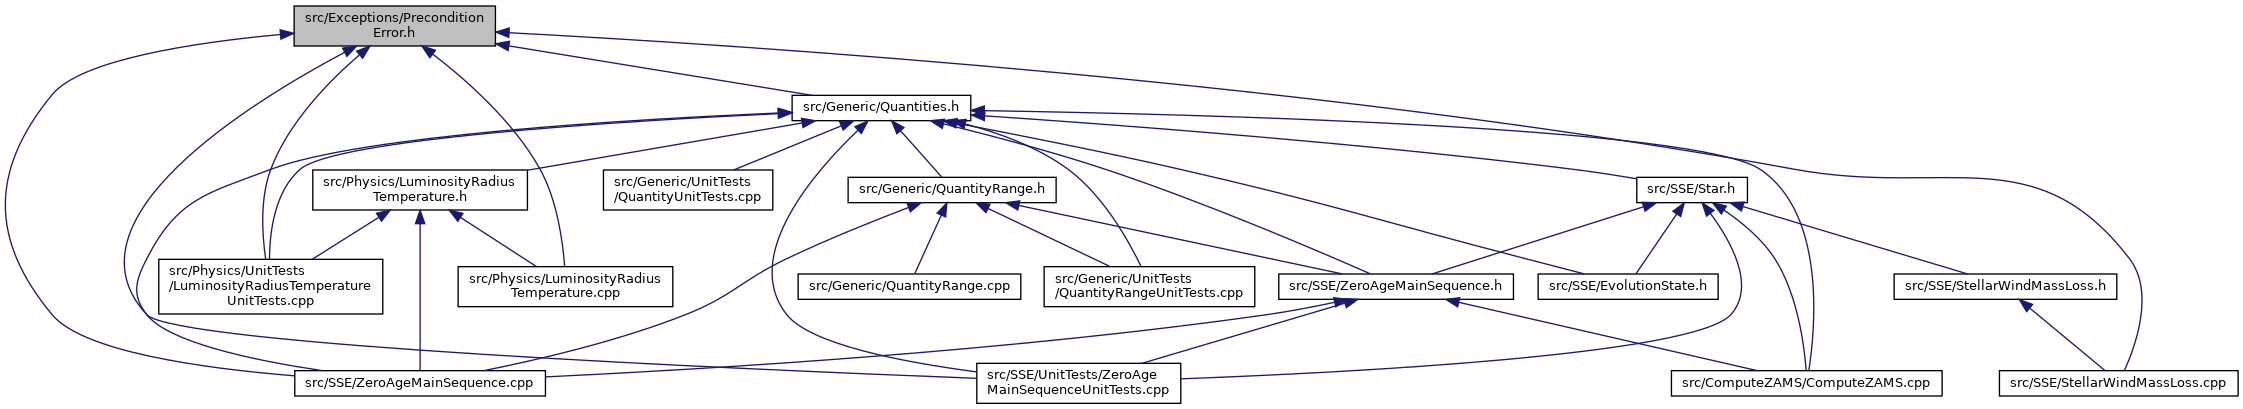 src/Exceptions/Precondition
Error.h
src/Generic/Quantities.h
src/Physics/LuminosityRadius
Temperature.h
src/Generic/UnitTests
/QuantityUnitTests.cpp
src/Generic/QuantityRange.h
src/SSE/Star.h
src/Physics/UnitTests
/LuminosityRadiusTemperature
UnitTests.cpp
src/Physics/LuminosityRadius
Temperature.cpp
src/Generic/QuantityRange.cpp
src/Generic/UnitTests
/QuantityRangeUnitTests.cpp
src/SSE/ZeroAgeMainSequence.h
src/SSE/EvolutionState.h
src/SSE/StellarWindMassLoss.h
src/SSE/ZeroAgeMainSequence.cpp
src/SSE/UnitTests/ZeroAge
MainSequenceUnitTests.cpp
src/ComputeZAMS/ComputeZAMS.cpp
src/SSE/StellarWindMassLoss.cpp